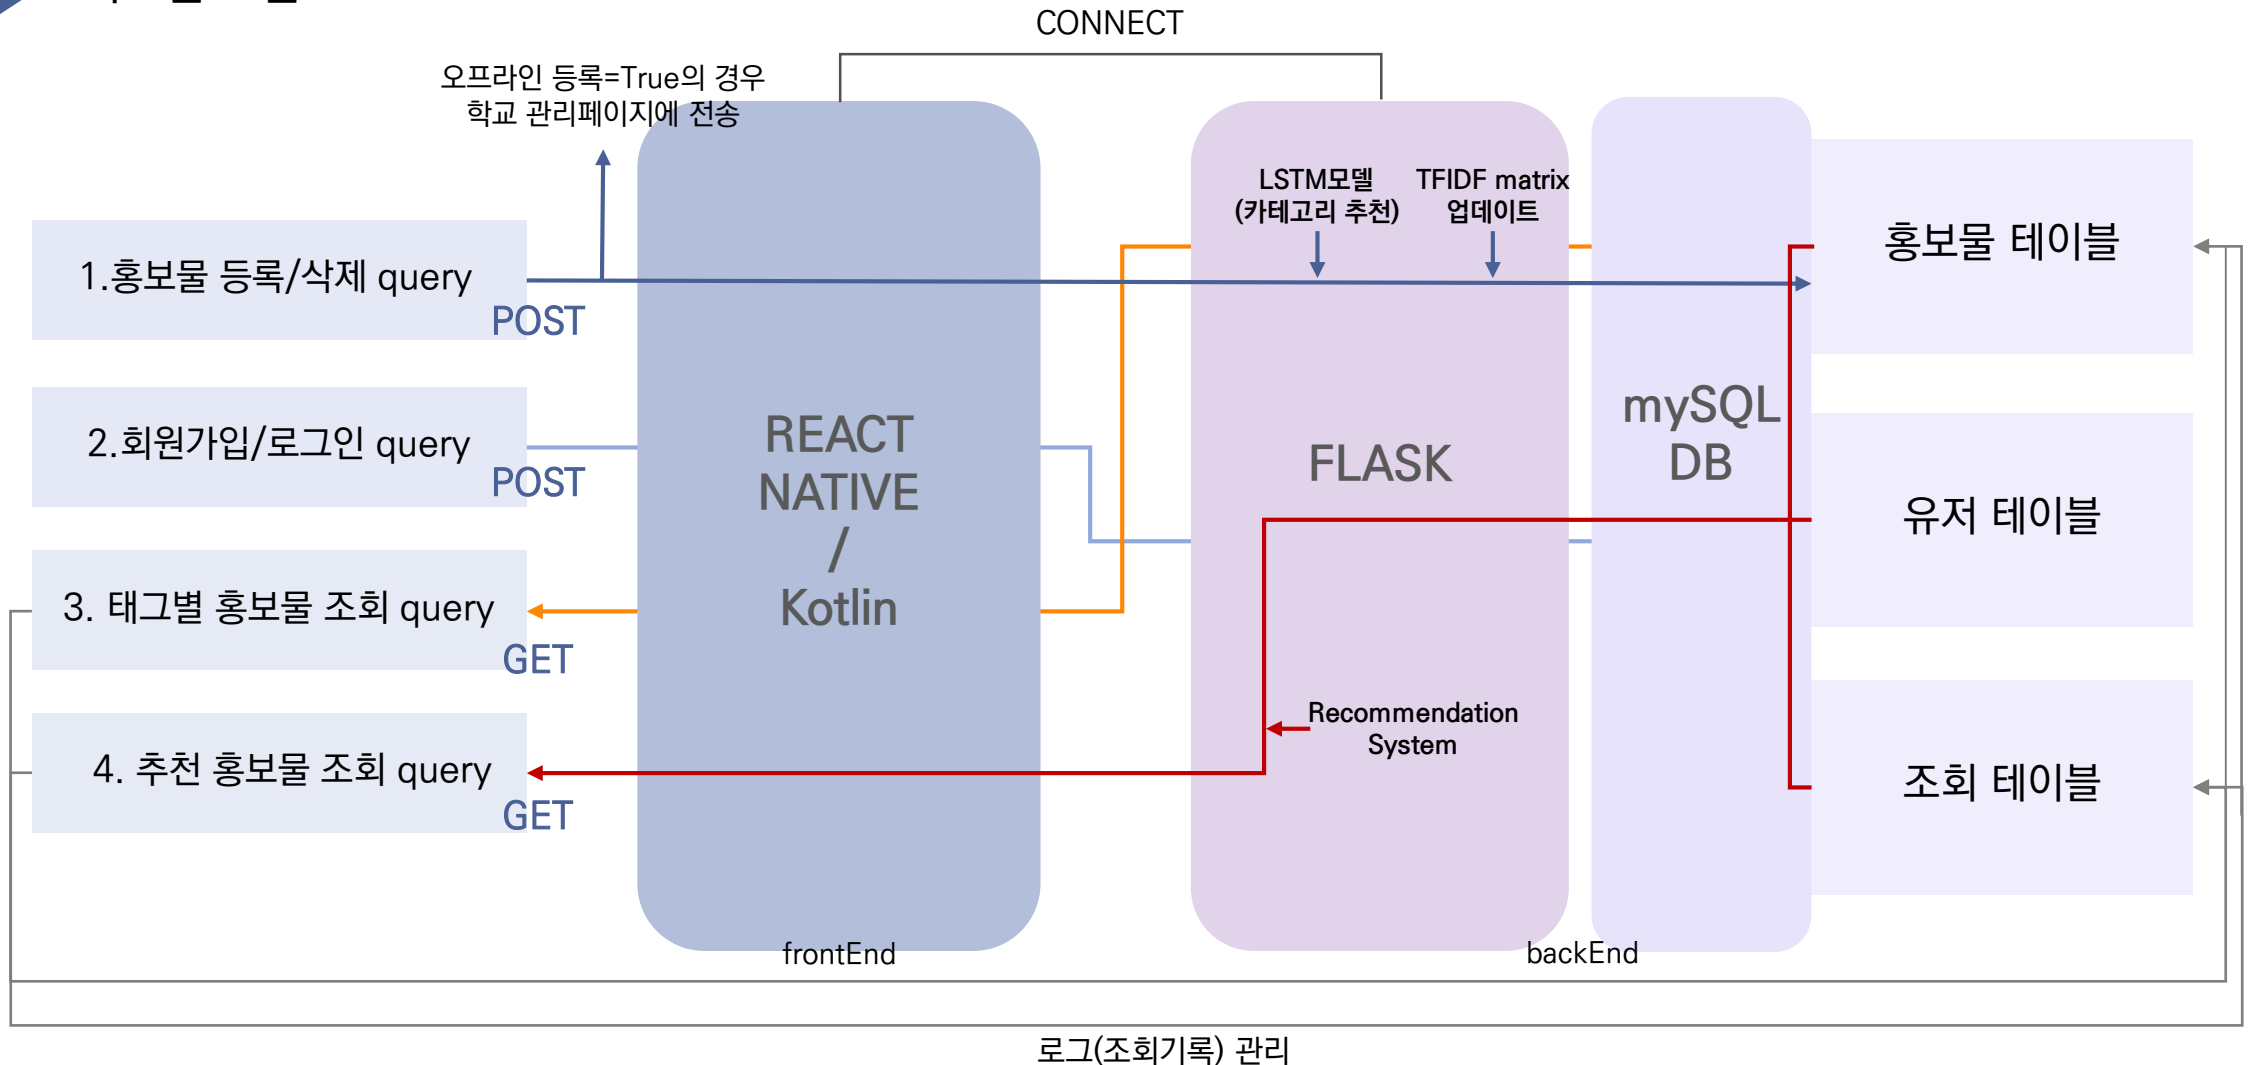 CONNECT
오프라인 등록=True의 경우
학교 관리페이지에 전송
LSTM모델
(카테고리 추천)
TFIDF matrix
업데이트
1.홍보물 등록/삭제 query
POST
2.회원가입/로그인 query
POST
3. 태그별 홍보물 조회 query
GET
4. 추천 홍보물 조회 query
GET
REACT
NATIVE
/
Kotlin
frontEnd
FLASK
Recommendation
System
mySQL
DB
backEnd
홍보물 테이블
유저 테이블
조회 테이블
로그(조회기록) 관리